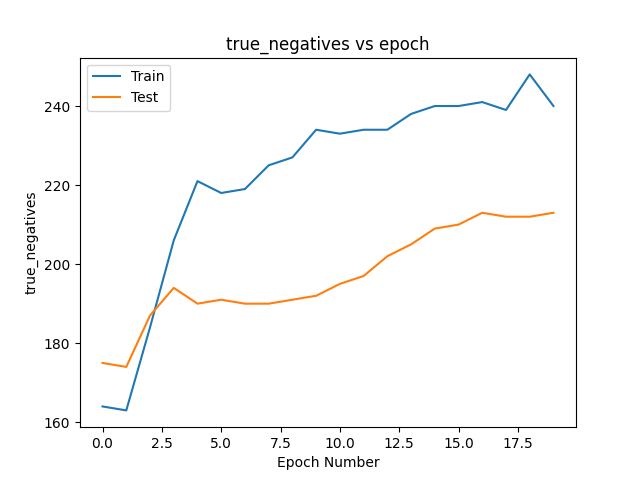 true_negatives vs epoch
Train
Test
240
220
200
180
160
true_negatives
0.0 2.5 5.0 7.5 10.0 12.5 15.0 17.5
Epoch Number